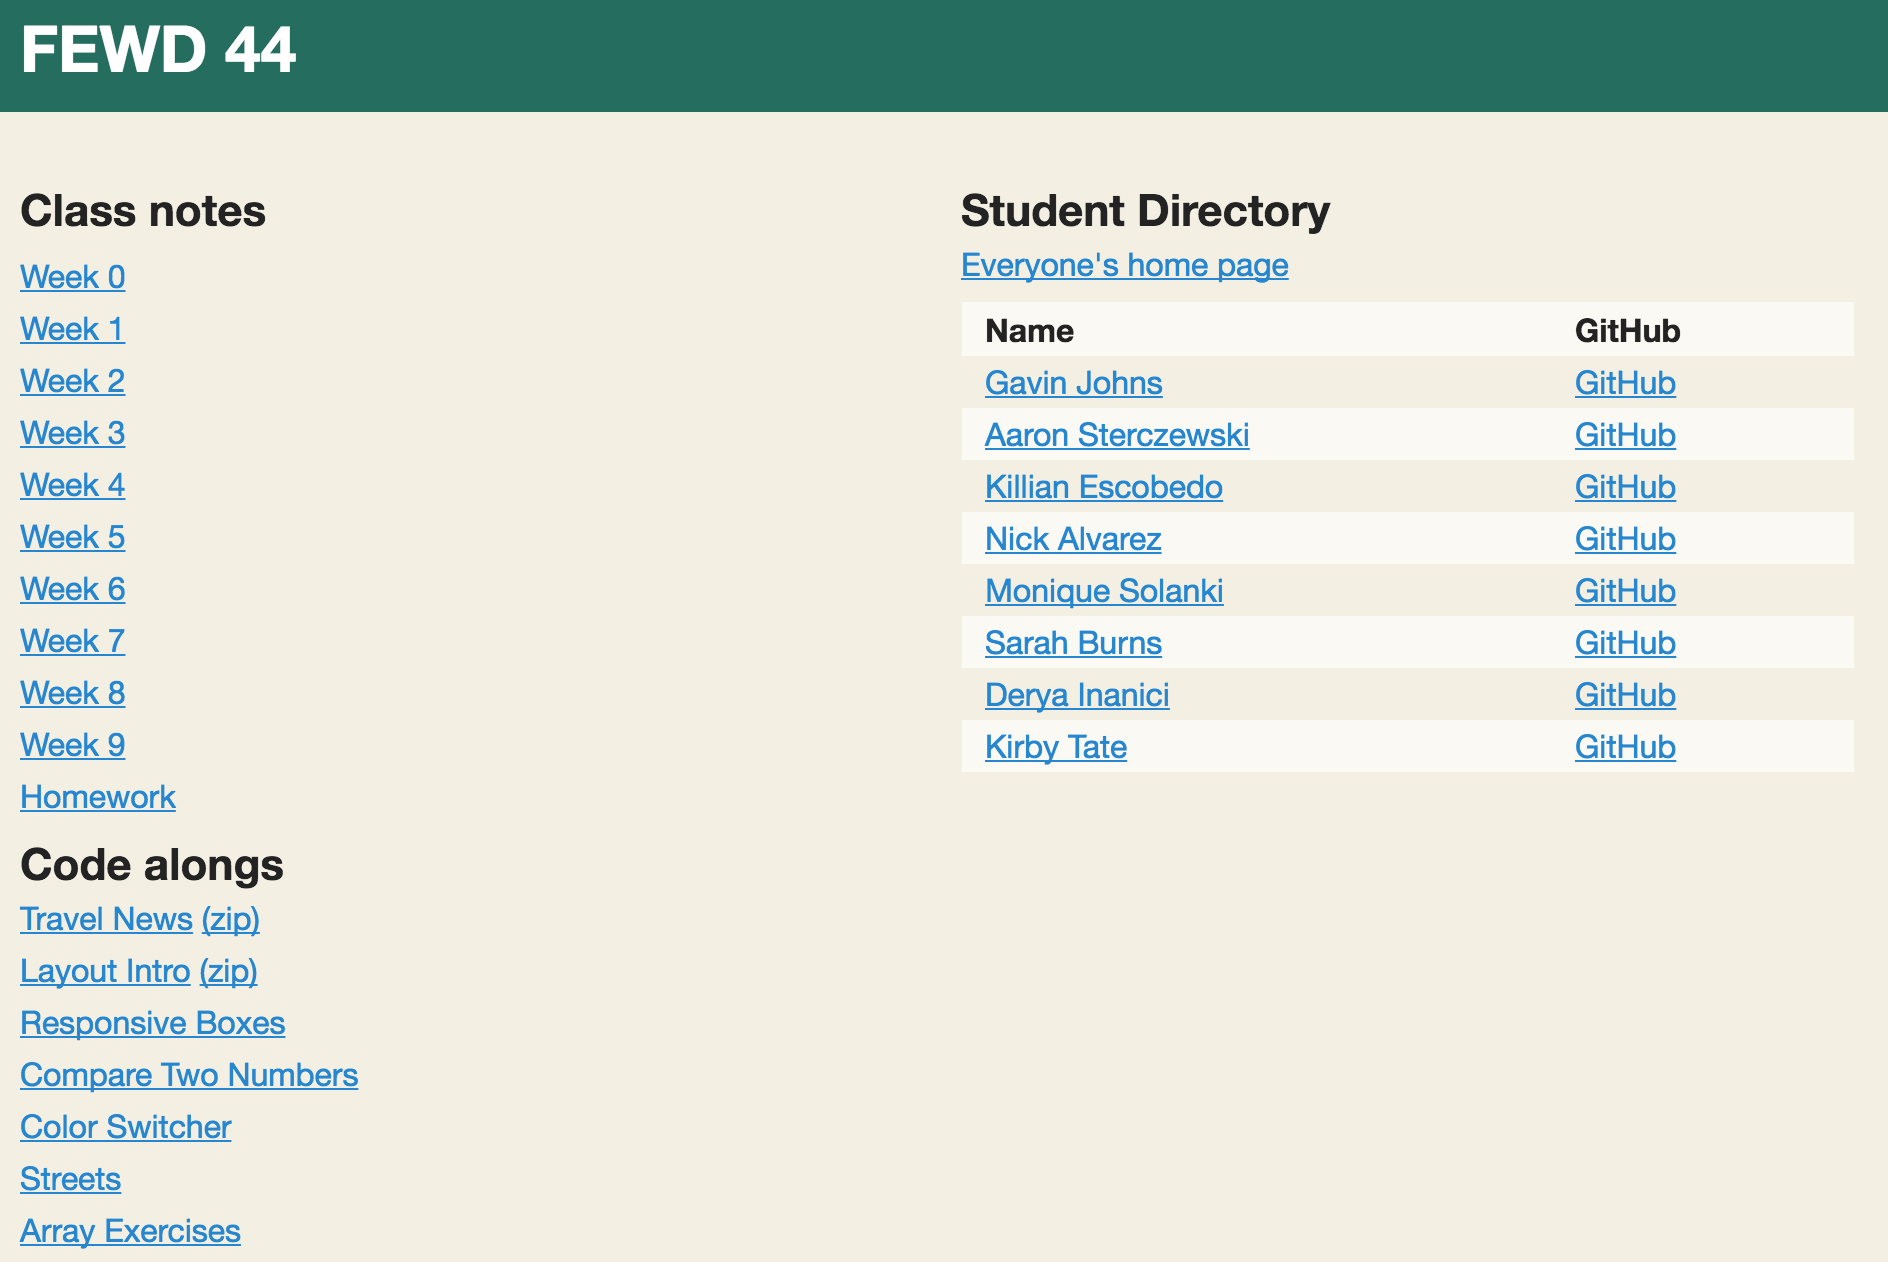 FEWD 44
Class notes
Week 0
Week 1
Week 2
Week 3
Week 4
Week 5
Week 6
Week 7
Week 8
Week 9
Homework
Code alongs
Travel News (zip)
Layout Intro (zip)
Responsive Boxes
Compare Two Numbers
Color Switcher
Streets
Array Exercises
Student Directory
Everyone's home page
Name GitHub
Gavin Johns GitHub
Aaron Sterczewski GitHub
Killian Escobedo GitHub
Nick Alvarez GitHub
Monique Solanki GitHub
Sarah Burns GitHub
Derya Inanici GitHub
Kirby Tate GitHub